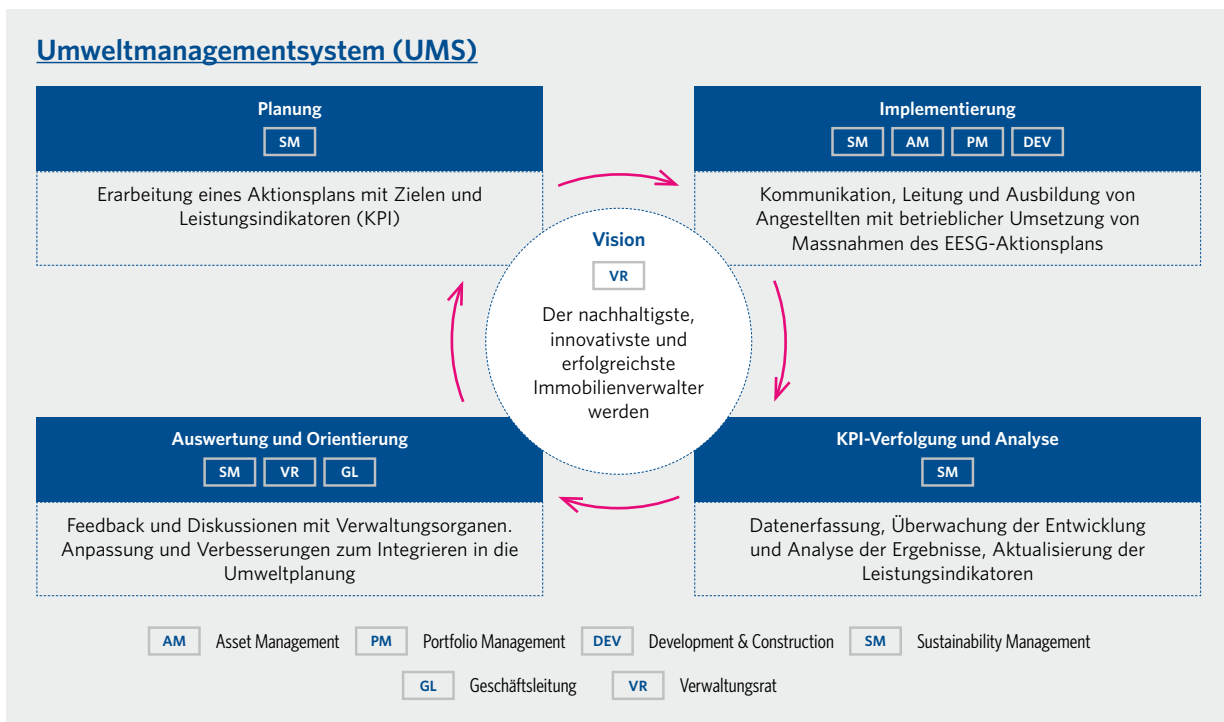 Umweltmanagementsystem (UMS)
Planung
SM
Erarbeitung eines Aktionsplans mit Zielen und
Leistungsindikatoren (KPI)
Implementierung
SM AM PM DEV
Kommunikation, Leitung und Ausbildung von
Angestellten mit betrieblicher Umsetzung von
Massnahmen des EESG-Aktionsplans
Vision
VR
Der nachhaltigste,
innovativste und
erfolgreichste
Immobilienverwalter
werden
Auswertung und Orientierung
SM VR GL
Feedback und Diskussionen mit Verwaltungsorganen.
Anpassung und Verbesserungen zum Integrieren in die
Umweltplanung
KPI-Verfolgung und Analyse
SM
Datenerfassung, Überwachung der Entwicklung
und Analyse der Ergebnisse, Aktualisierung der
Leistungsindikatoren
AM Asset Management PM Portfolio Management DEV Development & Construction SM Sustainability Management
GL Geschäftsleitung VR Verwaltungsrat